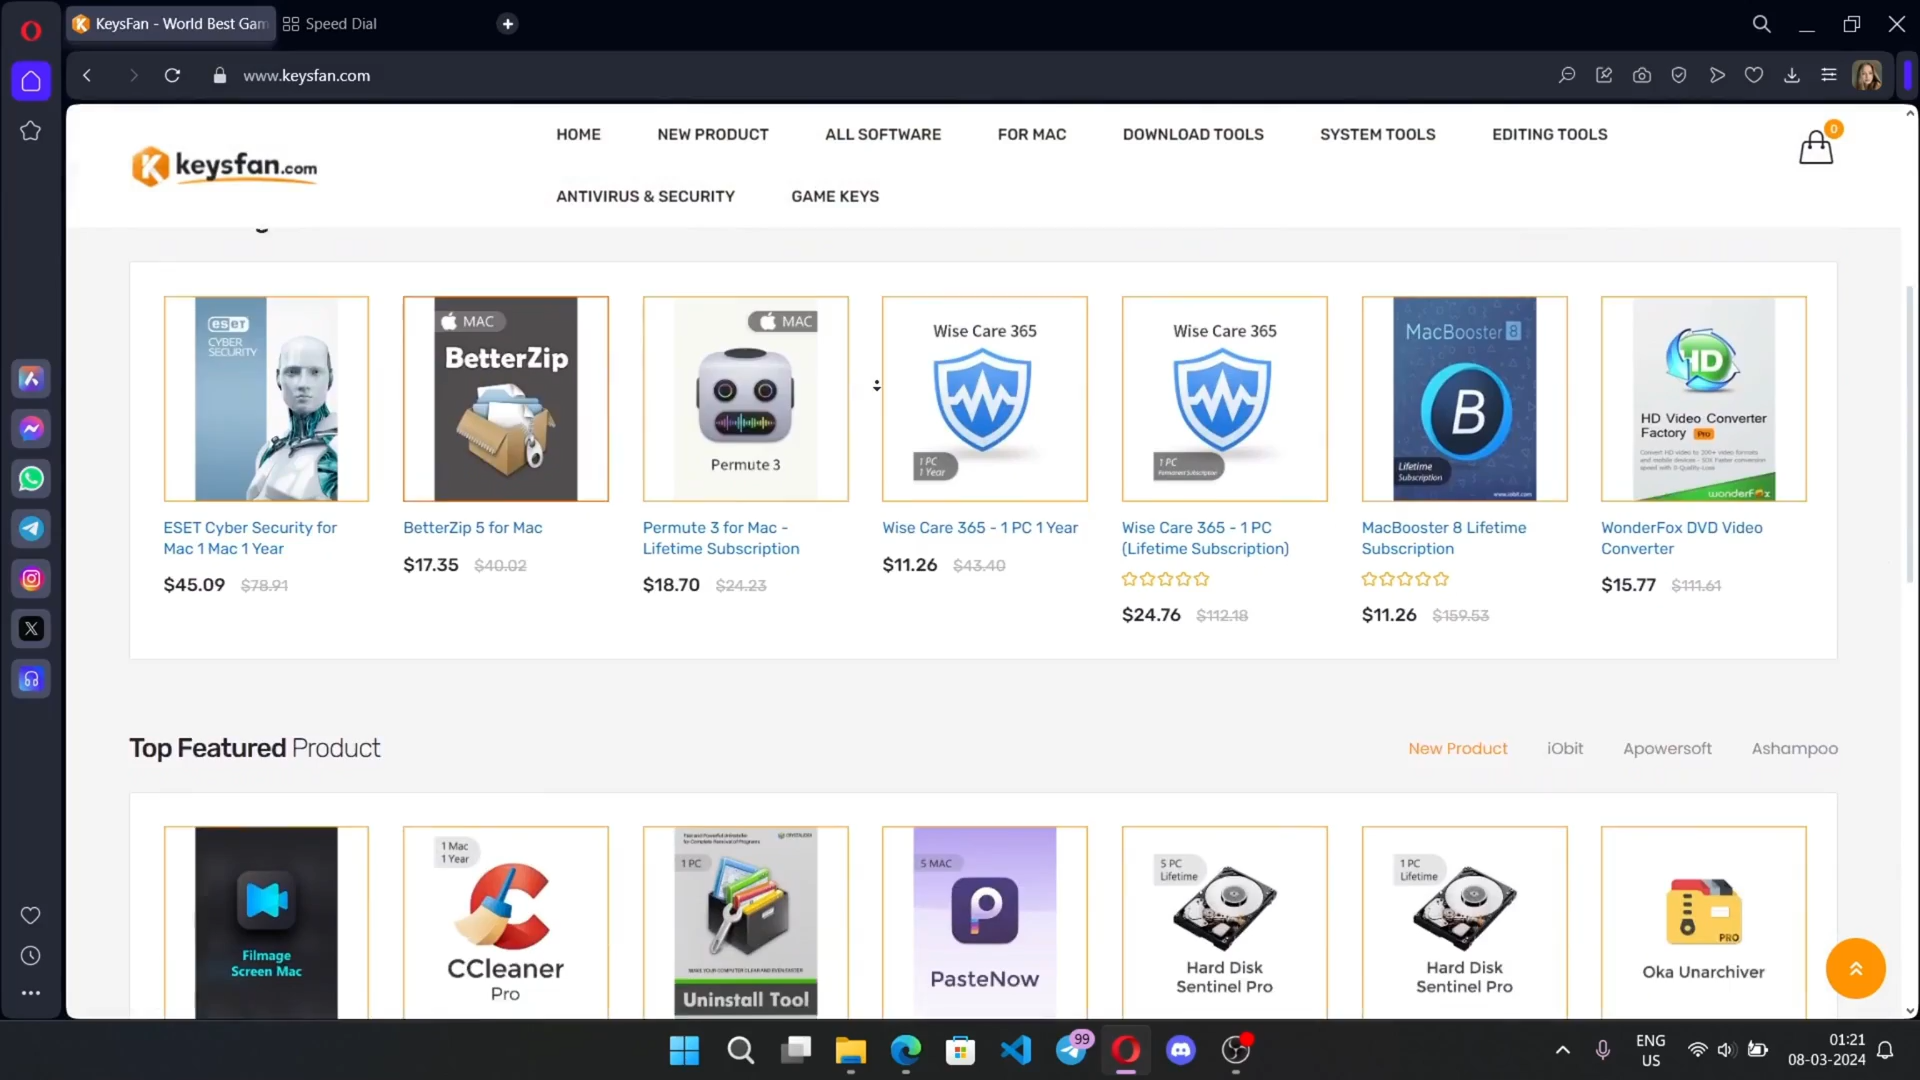 KeysFan - World Best Gam
Speed Dial
www.keysfan.com
keysfan.com
HOME
NEW PRODUCT
ALL SOFTWARE
FOR MAC
DOWNLOAD TOOLS
SYSTEM TOOLS
EDITING TOOLS
0
ANTIVIRUS & SECURITY
GAME KEYS
eset
CYBER
SECURITY
MAC
BetterZip
MAC
Permute 3
Wise Care 365
1 PC
1 Year
Wise Care 365
1 PC
Permanent Subscription
MacBooster 8
Lifetime
Subscription
www.iobit.com
HD
HD Video Converter
Factory Pro
wonderfox
ESET Cyber Security for
Mac 1 Mac 1 Year
$45.09 $78.91
BetterZip 5 for Mac
$17.35 $40.02
Permute 3 for Mac -
Lifetime Subscription
$18.70 $24.23
Wise Care 365 - 1 PC 1 Year
$11.26 $43.40
Wise Care 365 - 1 PC
(Lifetime Subscription)
$24.76 $112.18
MacBooster 8 Lifetime
Subscription
$11.26 $159.53
WonderFox DVD Video
Converter
$15.77 $111.61
Top Featured Product
New Product
iObit
Apowersoft
Ashampoo
Filmage
Screen Mac
1 Mac
1 Year
CCleaner
Pro
1 PC
Uninstall Tool
5 MAC
PasteNow
5 PC
Lifetime
Hard Disk
Sentinel Pro
1 PC
Lifetime
Hard Disk
Sentinel Pro
PRO
Oka Unarchiver
99
ENG
US
01:21
08-03-2024